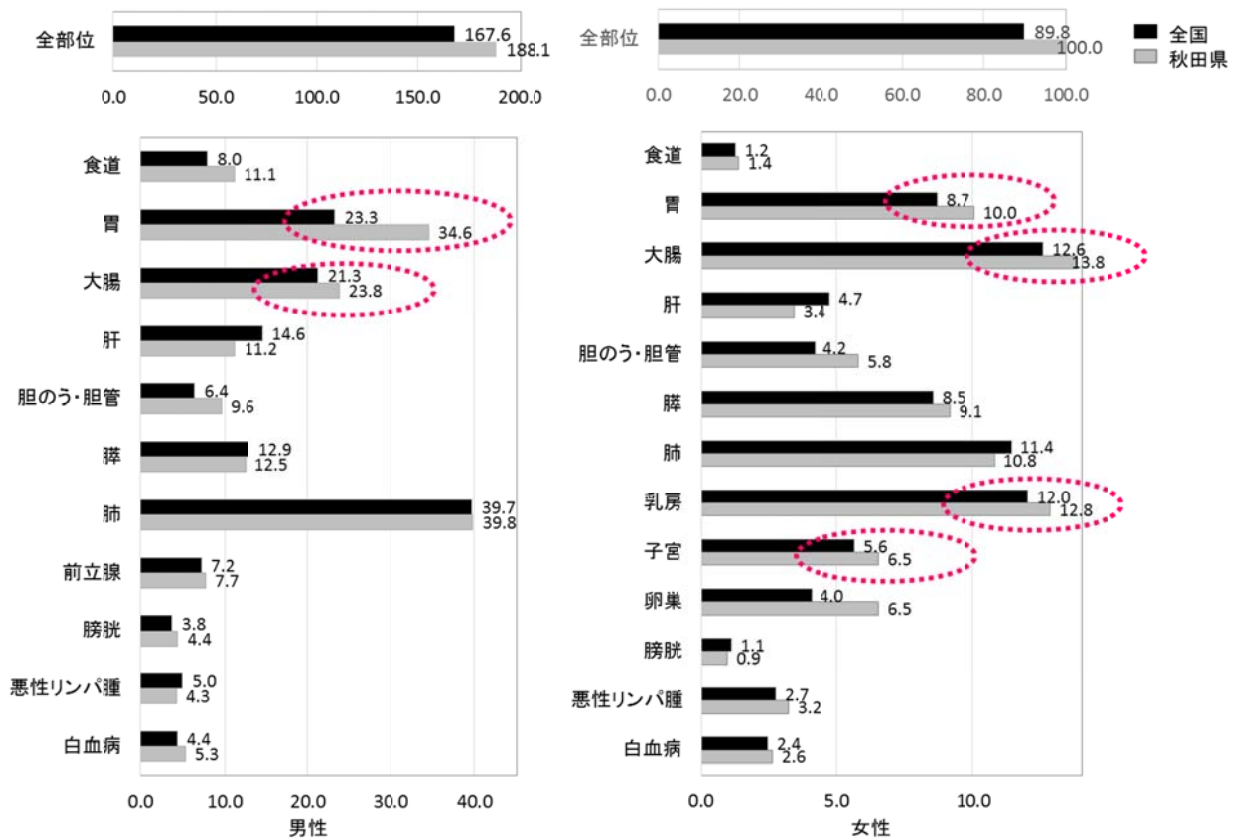 全部位
167.6
188.1
0.0 50.0 100.0 150.0 200.0
食道
8.0
11.1
胃
23.3
34.6
大腸
21.3
23.8
肝
14.6
11.2
胆のう・胆管
6.4
9.6
膵
12.9
12.5
肺
39.7
39.8
前立腺
7.2
7.7
膀胱
3.8
4.4
悪性リンパ腫
5.0
4.3
白血病
4.4
5.3
0.0 10.0 20.0 30.0 40.0
男性
全部位
89.8
100.0
0.0 20.0 40.0 60.0 80.0 100.0
全国
秋田県
食道
1.2
1.4
胃
8.7
10.0
大腸
12.6
13.8
肝
4.7
3.4
胆のう・胆管
4.2
5.8
膵
8.5
9.1
肺
11.4
10.8
乳房
12.0
12.8
子宮
5.6
6.5
卵巣
4.0
6.5
膀胱
1.1
0.9
悪性リンパ腫
2.7
3.2
白血病
2.4
2.6
0.0 5.0 10.0
女性